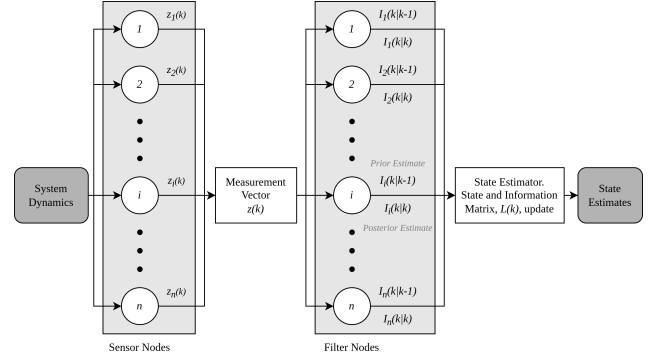 1
z1(k)
2
z2(k)
i
zi(k)
n
zn(k)
Sensor Nodes
System
Dynamics
Measurement
Vector
z(k)
1
I1(k|k-1)
I1(k|k)
2
I2(k|k-1)
I2(k|k)
Prior Estimate
i
Ii(k|k-1)
Ii(k|k)
Posterior Estimate
n
In(k|k-1)
In(k|k)
Filter Nodes
State Estimator.
State and Information
Matrix, L(k), update
State
Estimates